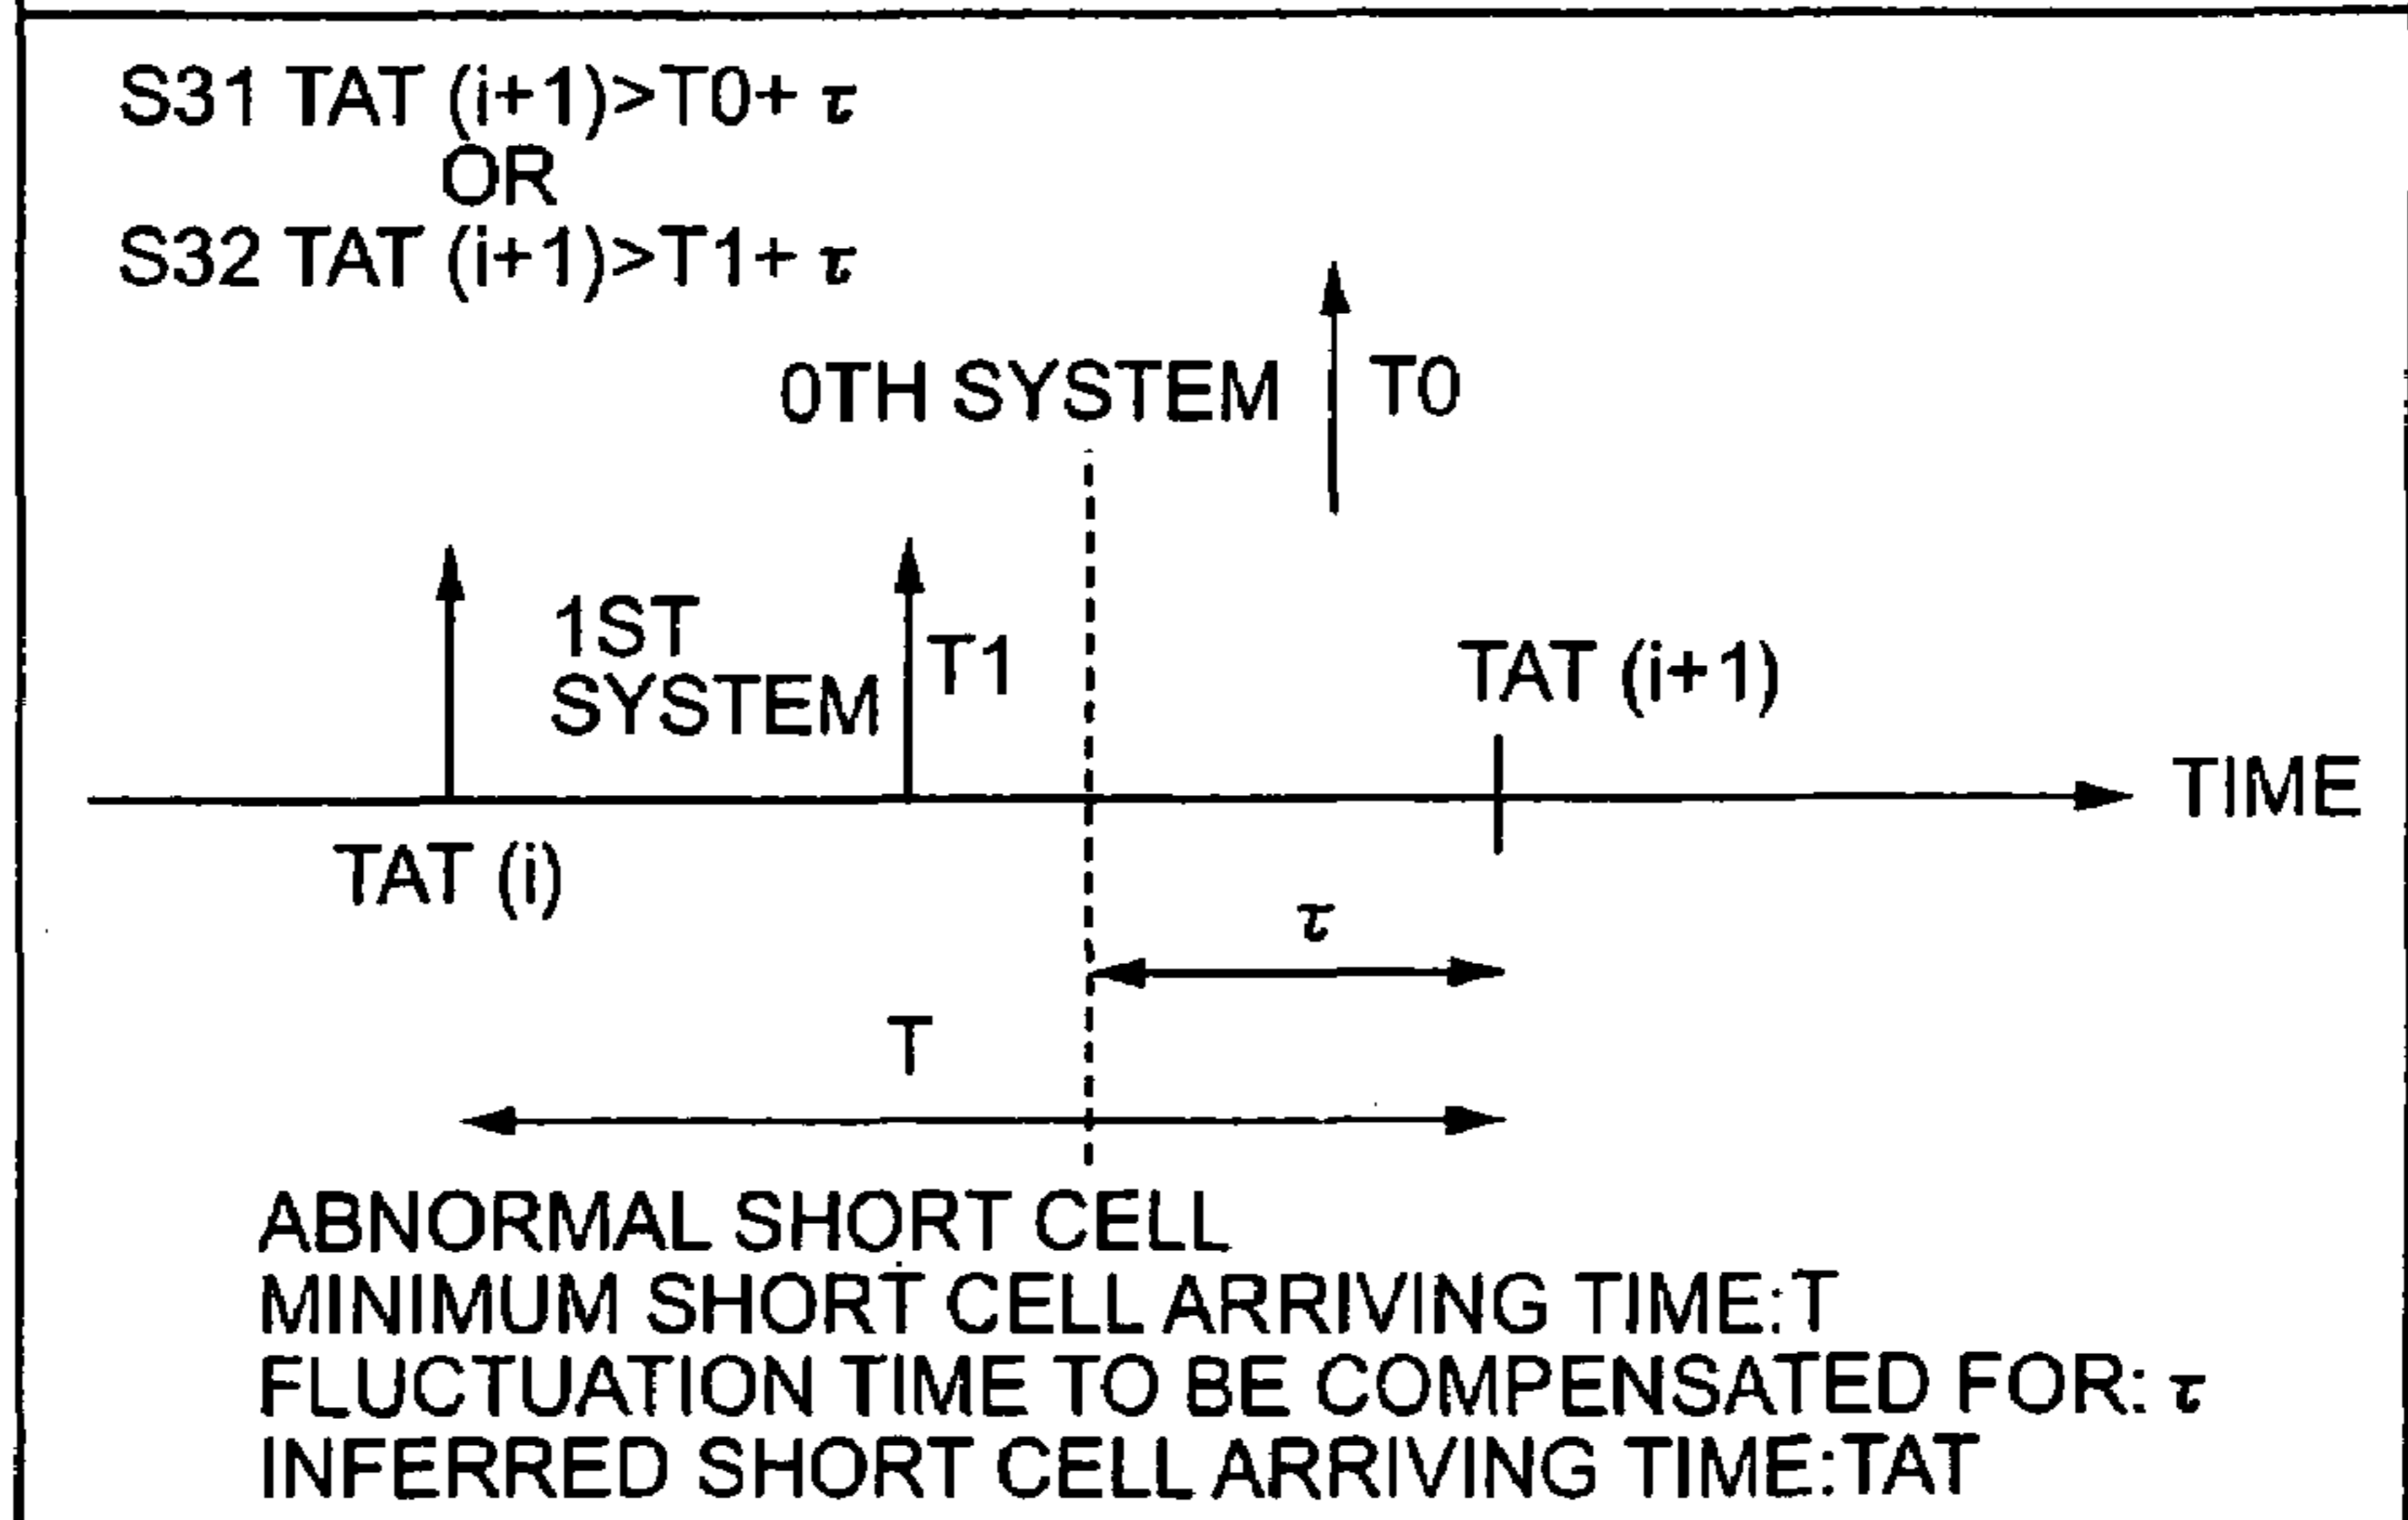 S31 TAT (i+1)>T0+ τ
OR
S32 TAT (i+1)>T1+ τ
0TH SYSTEM
T0
1ST
SYSTEM
T1
TAT (i+1)
TIME
TAT (i)
τ
T
ABNORMAL SHORT CELL
MINIMUM SHORT CELL ARRIVING TIME:T
FLUCTUATION TIME TO BE COMPENSATED FOR: τ
INFERRED SHORT CELL ARRIVING TIME:TAT